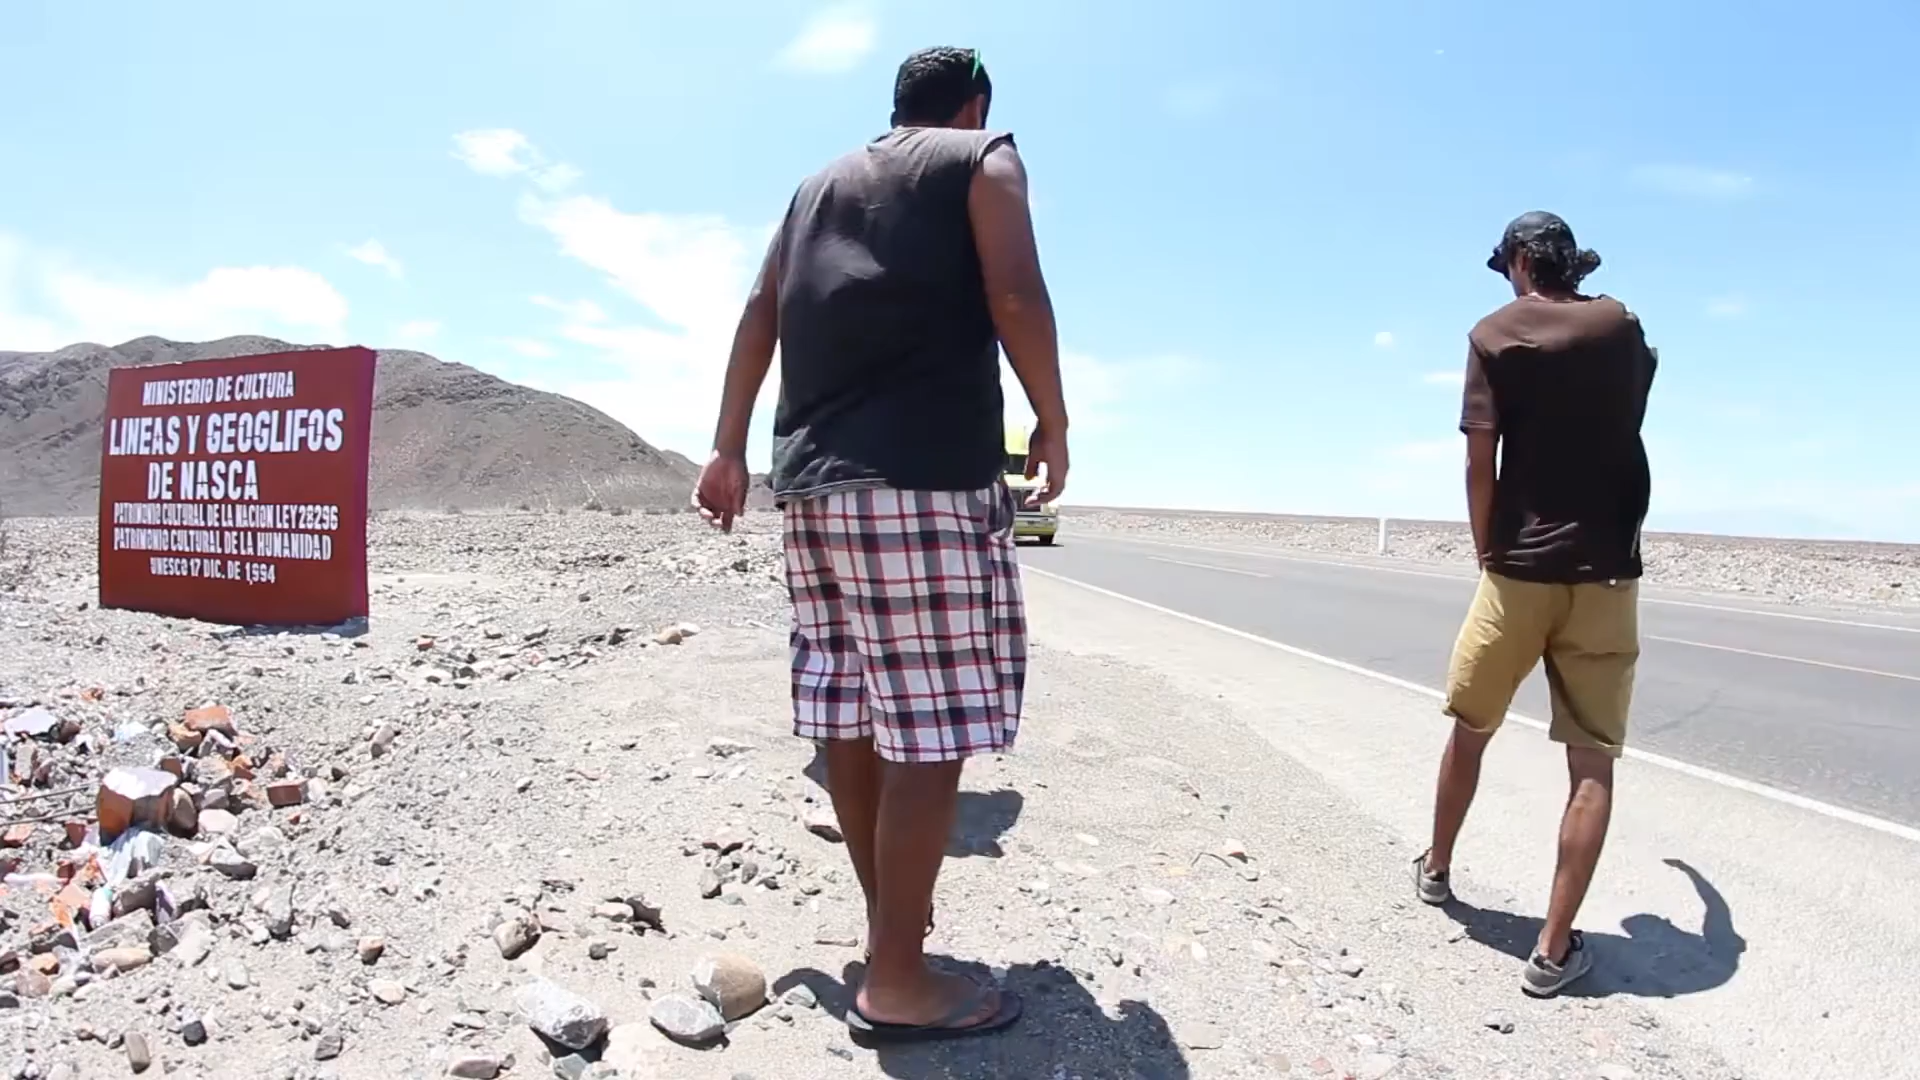 MINISTERIO DE CULTURA
LINEAS Y GEOGLIFOS
DE NASCA
PATRIMONIO CULTURAL DE LA NACION LEY 28296
PATRIMONIO CULTURAL DE LA HUMANIDAD
UNESCO 17 DIC. DE 1,994